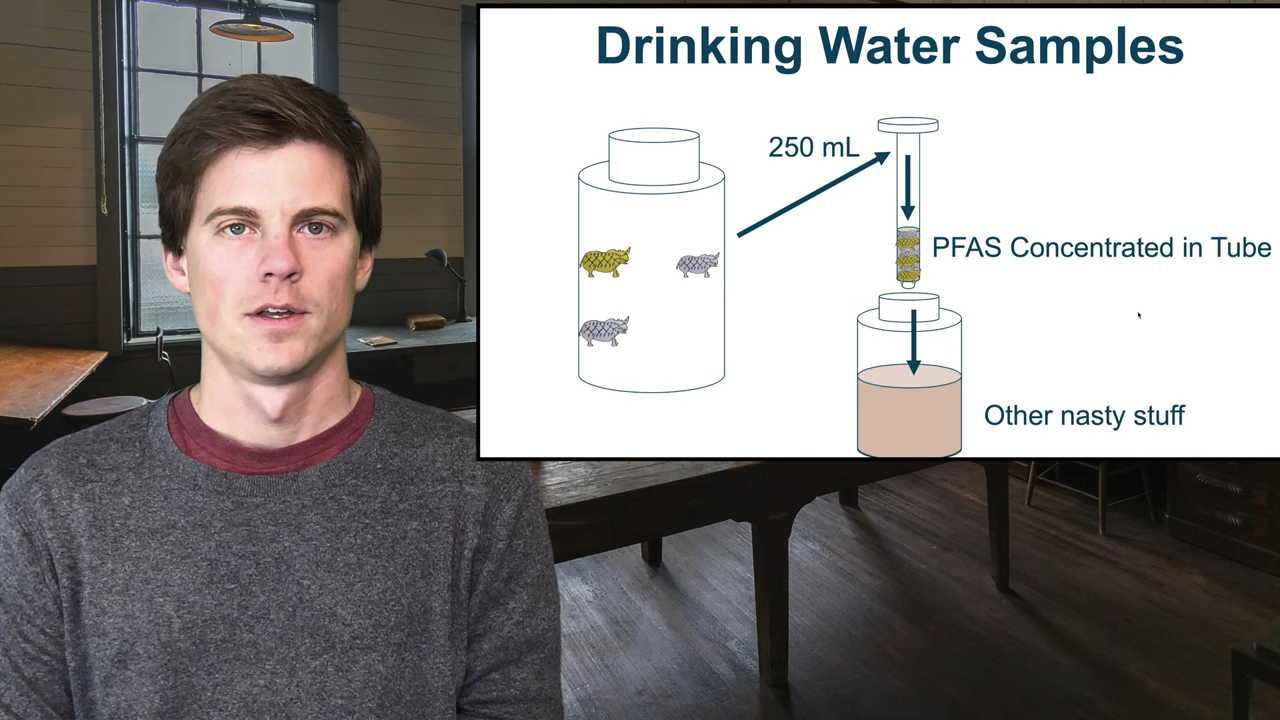 Drinking Water Samples
250 mL
PFAS Concentrated in Tube
Other nasty stuff